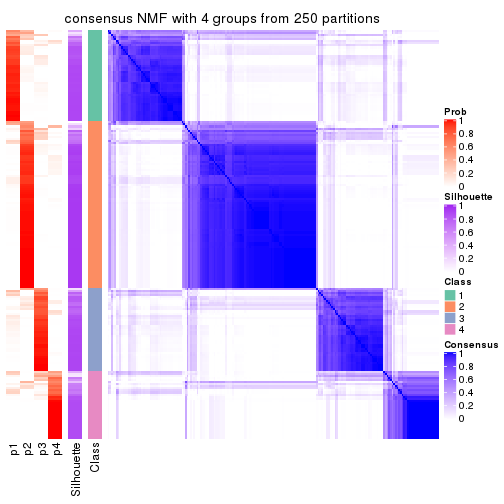 consensus NMF with 4 groups from 250 partitions
Prob
1
0.8
0.6
0.4
0.2
0
Silhouette
1
0.8
0.6
0.4
0.2
0
Class
1
2
3
4
Consensus
1
0.8
0.6
0.4
0.2
0
p1
p2
p3
p4
Silhouette
Class